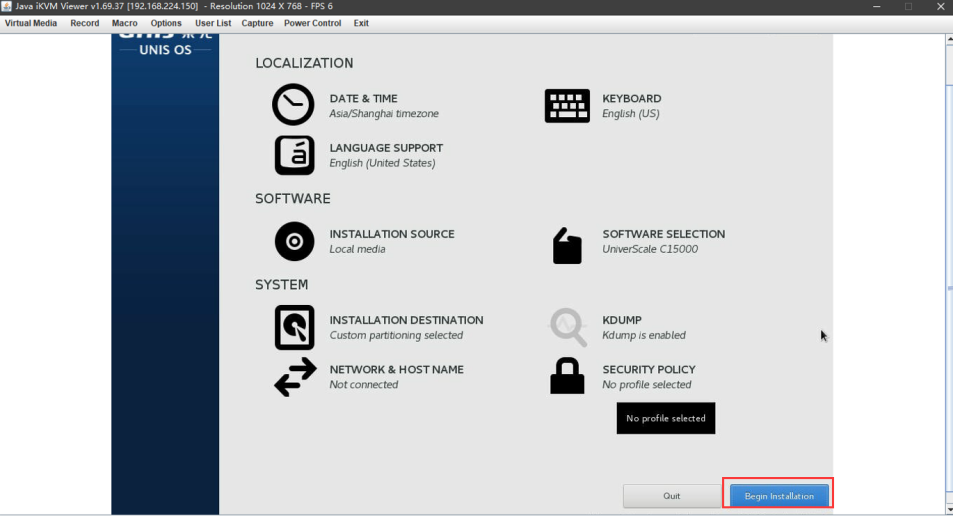 Java iKVM Viewer v1.69.37 [192.168.224.150] - Resolution 1024 X 768 - FPS 6
Virtual Media Record Macro Options User List Capture Power Control Exit
UNIS OS
LOCALIZATION
DATE & TIME
Asia/Shanghai timezone
KEYBOARD
English (US)
LANGUAGE SUPPORT
English (United States)
SOFTWARE
INSTALLATION SOURCE
Local media
SOFTWARE SELECTION
UniverScale C15000
SYSTEM
INSTALLATION DESTINATION
Custom partitioning selected
KDUMP
Kdump is enabled
NETWORK & HOST NAME
Not connected
SECURITY POLICY
No profile selected
No profile selected
Quit
Begin Installation